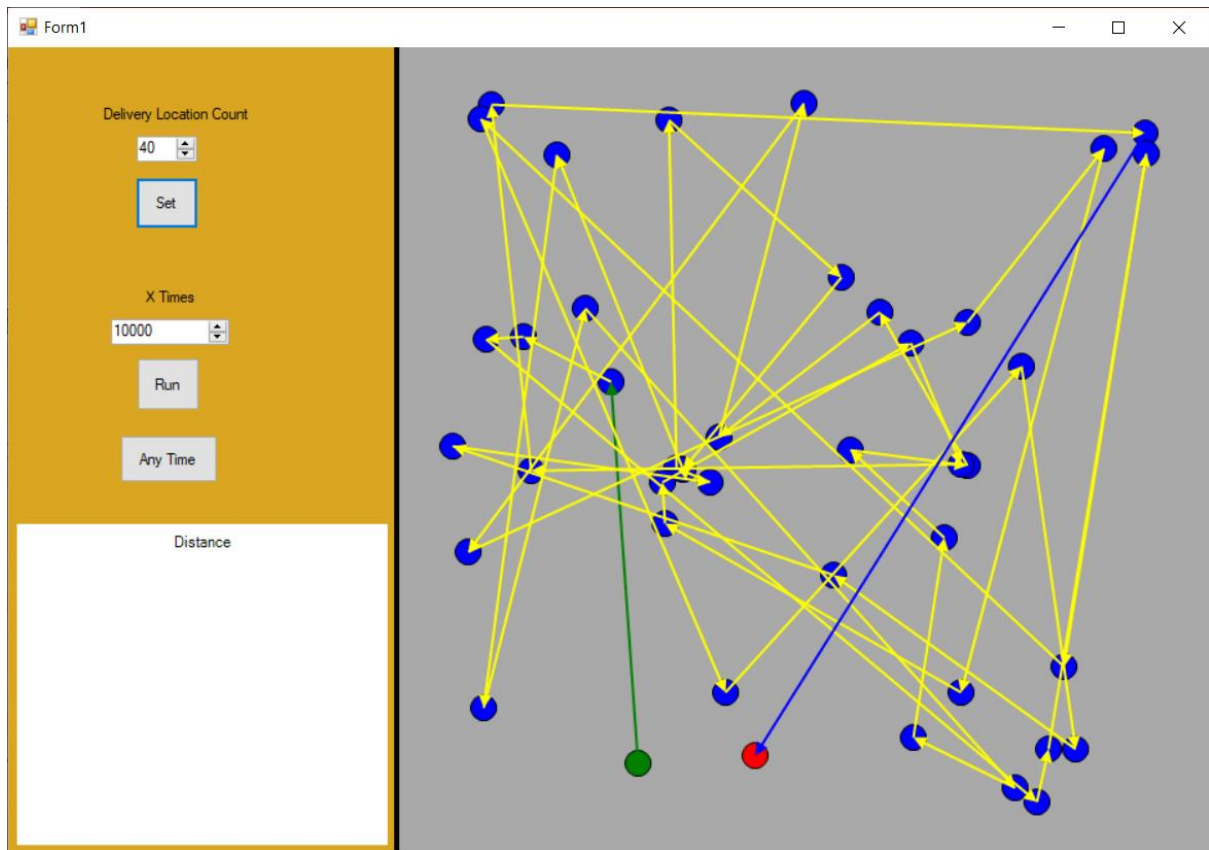 Form1
Delivery Location Count
40
Set
X Times
10000
Run
Any Time
Distance